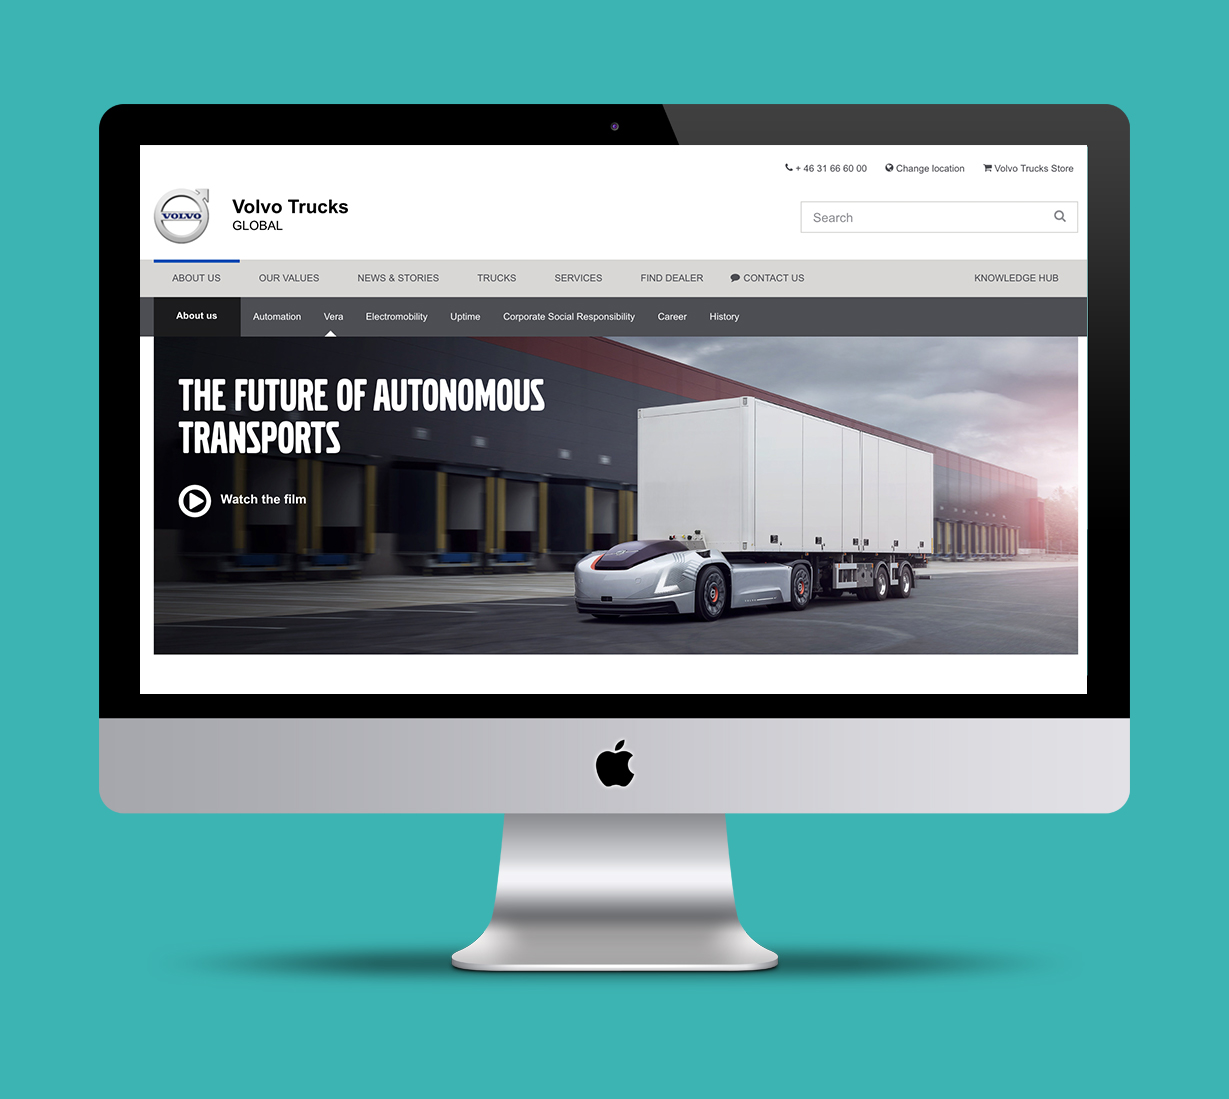 + 46 31 66 60 00 Change location Volvo Trucks Store
VOLVO
Volvo Trucks
GLOBAL
Search
ABOUT US OUR VALUES NEWS & STORIES TRUCKS SERVICES FIND DEALER CONTACT US KNOWLEDGE HUB
About us Automation Vera Electromobility Uptime Corporate Social Responsibility Career History
THE FUTURE OF AUTONOMOUS
TRANSPORTS
Watch the film